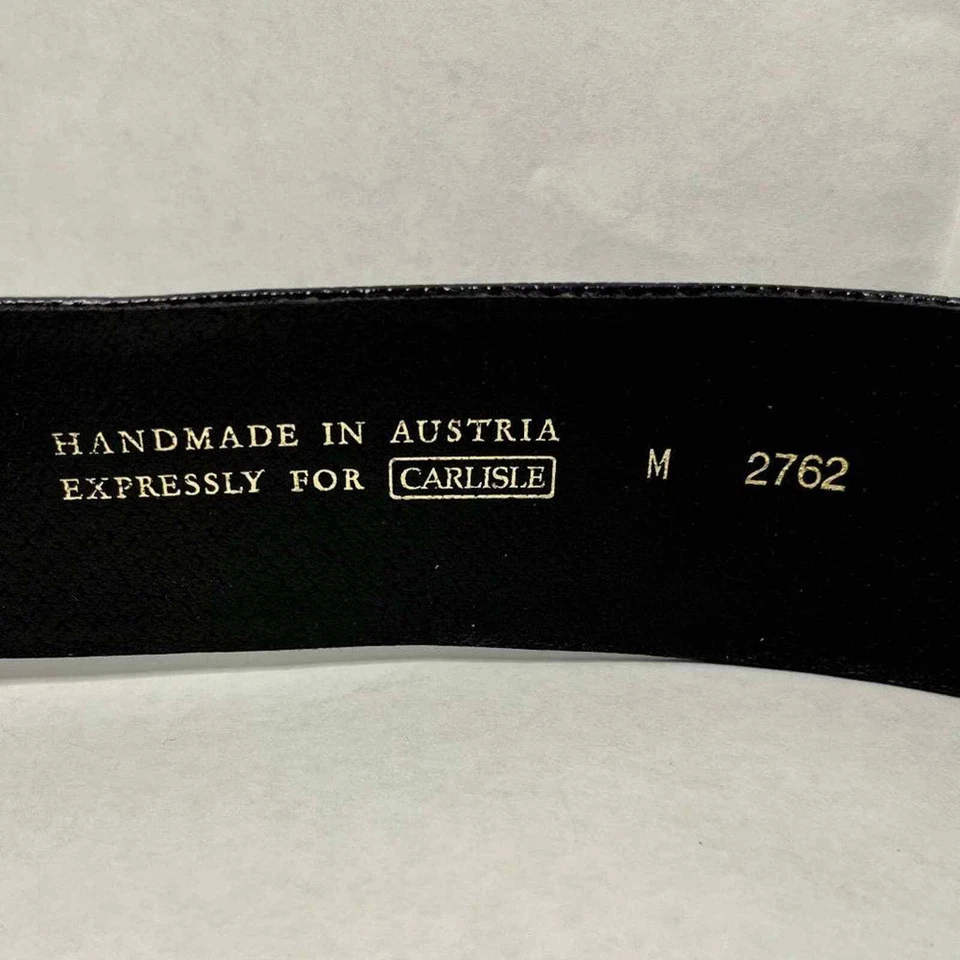 HANDMADE IN AUSTRIA
EXPRESSLY FOR CARLISLE M 2762